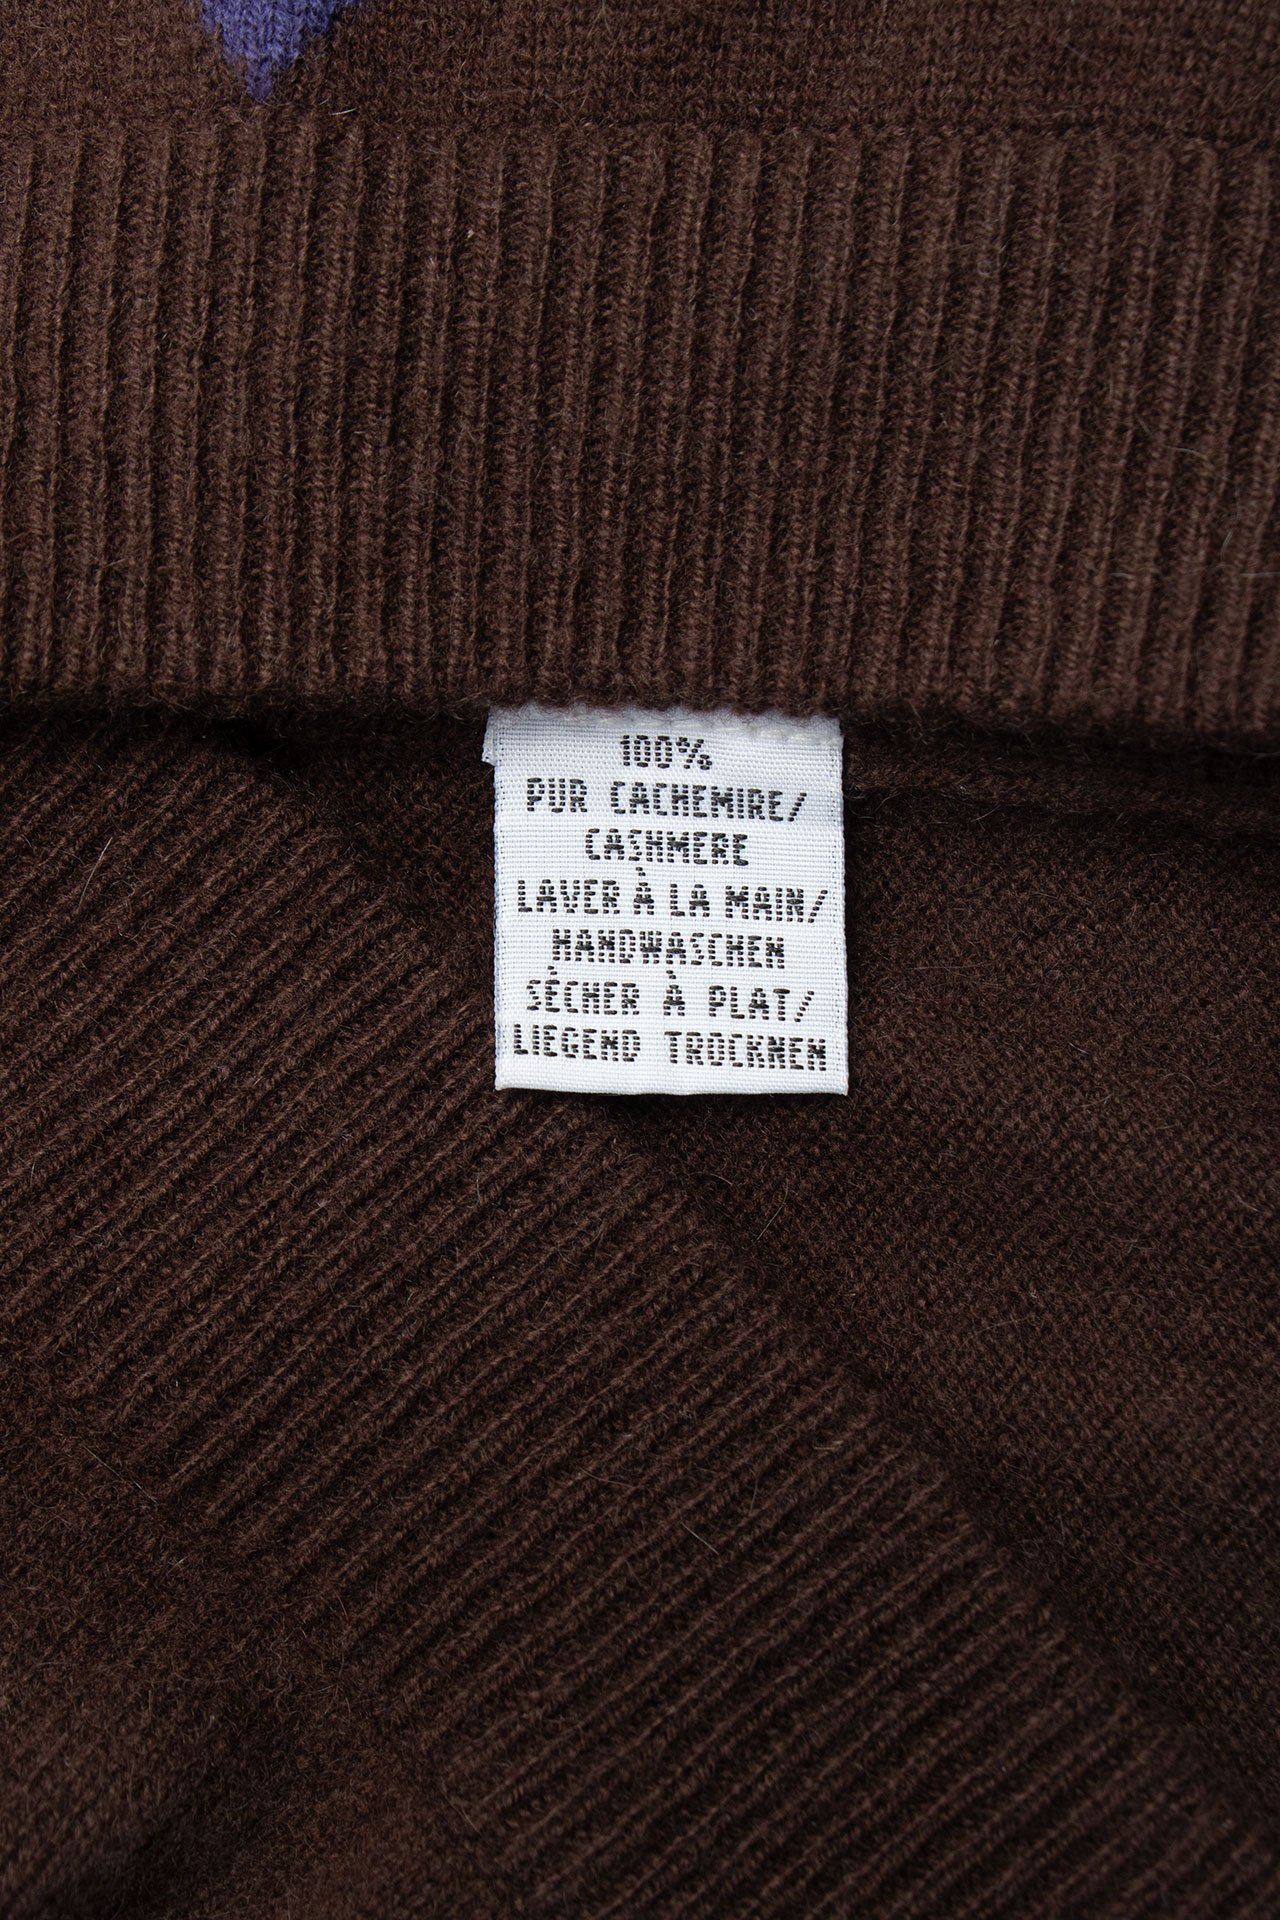 100%
PUR CACHEMIRE/
CASHMERE
LAVER À LA MAIN/
HANDWASCHEN
SÉCHER À PLAT/
LIEGEND TROCKNEN